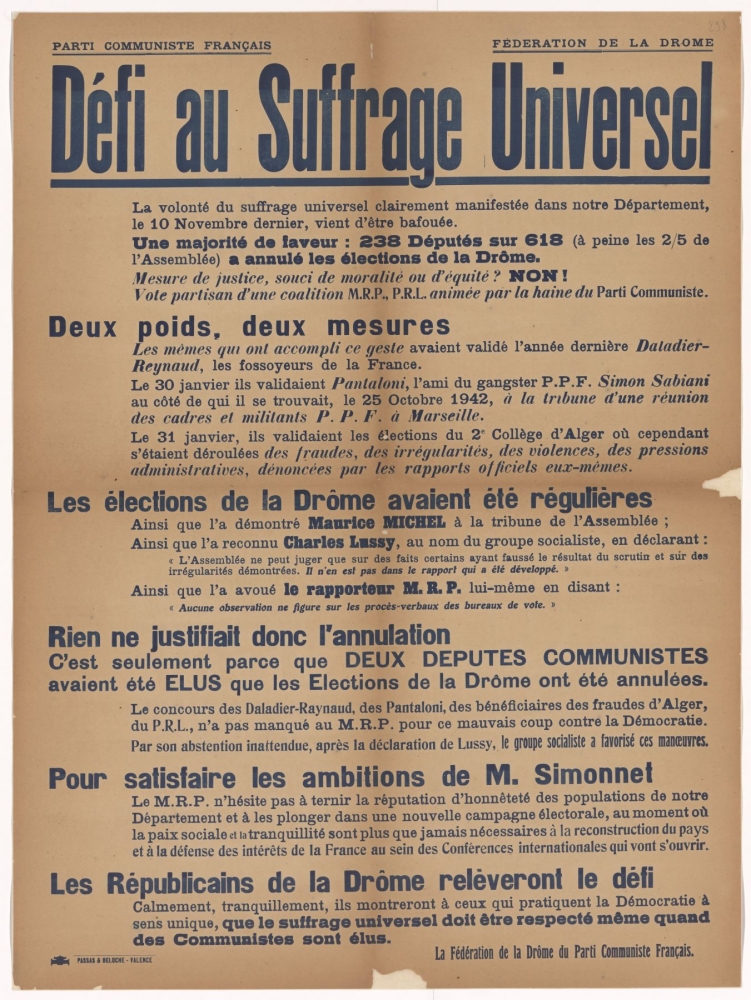 PARTI COMMUNISTE FRANÇAIS
FÉDERATION DE LA DROME
Défi au Suffrage Universel
La volonté du suffrage universel clairement manifestée dans notre Département,
le 10 Novembre dernier, vient d'être bafouée.
Une majorité de faveur : 238 Députés sur 618 (à peine les 2/5 de
l'Assemblée) a annulé les élections de la Drôme.
Mesure de justice, souci de moralité ou d'équité ? NON !
Vote partisan d'une coalition M.R.P., P.R.L. animée par la haine du Parti Communiste.
Deux poids, deux mesures
Les mêmes qui ont accompli ce geste avaient validé l'année dernière Daladier-
Reynaud, les fossoyeurs de la France.
Le 30 janvier ils validaient Pantaloni, l'ami du gangster P.P.F. Simon Sabiani
au côté de qui il se trouvait, le 25 Octobre 1942, à la tribune d'une réunion
des cadres et militants P. P. F. à Marseille.
Le 31 janvier, ils validaient les élections du 2e Collège d'Alger où cependant
s'étaient déroulées des fraudes, des irrégularités, des violences, des pressions
administratives, dénoncées par les rapports officiels eux-mêmes.
Les élections de la Drôme avaient été régulières
Ainsi que l'a démontré Maurice MICHEL à la tribune de l'Assemblée ;
Ainsi que l'a reconnu Charles Lussy, au nom du groupe socialiste, en déclarant :
« L'Assemblée ne peut juger que sur des faits certains ayant faussé le résultat du scrutin et sur des
irrégularités démontrées. Il n'en est pas dans le rapport qui a été développé. »
Ainsi que l'a avoué le rapporteur M. R. P. lui-même en disant :
« Aucune observation ne figure sur les procès-verbaux des bureaux de vote. »
Rien ne justifiait donc l'annulation
C'est seulement parce que DEUX DEPUTES COMMUNISTES
avaient été ELUS que les Elections de la Drôme ont été annulées.
Le concours des Daladier-Raynaud, des Pantaloni, des bénéficiaires des fraudes d'Alger,
du P.R.L., n'a pas manqué au M.R.P. pour ce mauvais coup contre la Démocratie.
Par son abstention inattendue, après la déclaration de Lussy, le groupe socialiste a favorisé ces manœuvres.
Pour satisfaire les ambitions de M. Simonnet
Le M.R.P. n'hésite pas à ternir la réputation d'honnêteté des populations de notre
Département et à les plonger dans une nouvelle campagne électorale, au moment où
la paix sociale et la tranquillité sont plus que jamais nécessaires à la reconstruction du pays
et à la défense des intérêts de la France au sein des Conférences internationales qui vont s'ouvrir.
Les Républicains de la Drôme relèveront le défi
Calmement, tranquillement, ils montreront à ceux qui pratiquent la Démocratie à
sens unique, que le suffrage universel doit être respecté même quand
des Communistes sont élus.
La Fédération de la Drôme du Parti Communiste Français.
PASSAS & BELOCHE - VALENCE